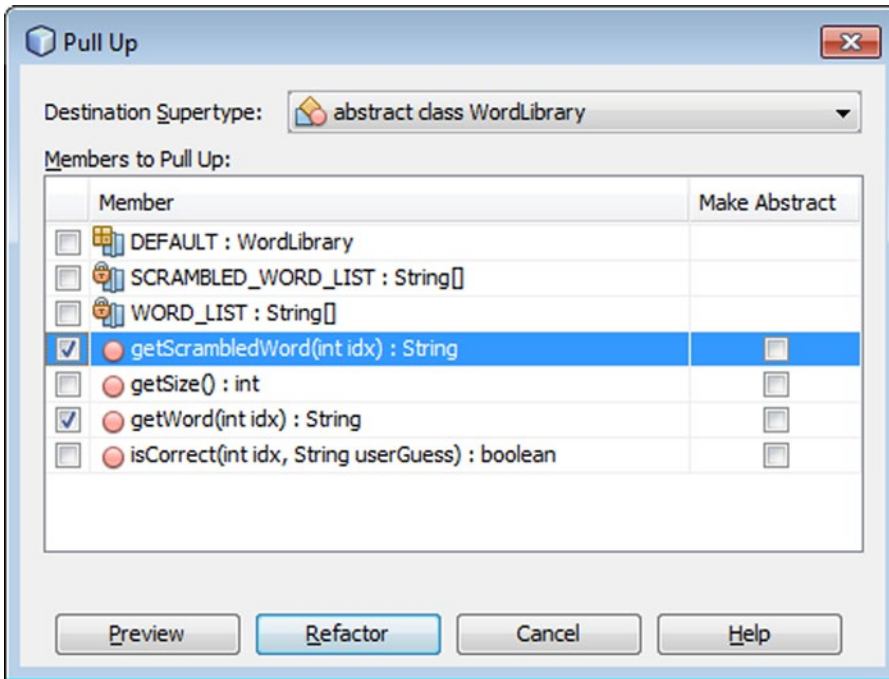 Pull Up
Destination Supertype: abstract class WordLibrary
Members to Pull Up:
Member Make Abstract
DEFAULT : WordLibrary
SCRAMBLED_WORD_LIST : String[]
WORD_LIST : String[]
getScrambledWord(int idx) : String
getSize() : int
getWord(int idx) : String
isCorrect(int idx, String userGuess) : boolean
Preview Refactor Cancel Help